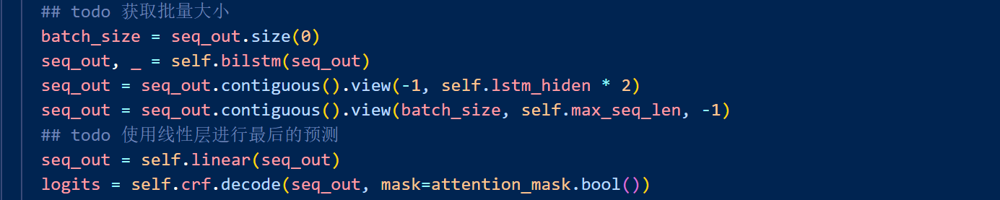 ## todo 获取批量大小
batch_size = seq_out.size(0)
seq_out, _ = self.bilstm(seq_out)
seq_out = seq_out.contiguous().view(-1, self.lstm_hiden * 2)
seq_out = seq_out.contiguous().view(batch_size, self.max_seq_len, -1)
## todo 使用线性层进行最后的预测
seq_out = self.linear(seq_out)
logits = self.crf.decode(seq_out, mask=attention_mask.bool())